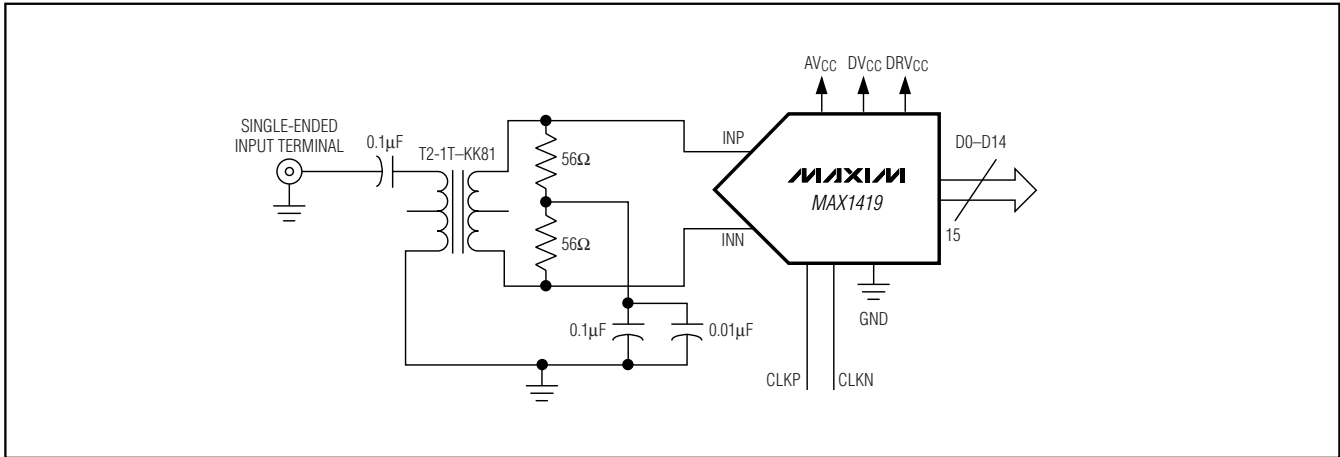 AVCC DVCC DRVCC
SINGLE-ENDED
INPUT TERMINAL
0.1μF
T2-1T–KK81
56Ω
56Ω
INP
INN
MAXIM
MAX1419
D0–D14
15
GND
0.1μF
0.01μF
CLKP
CLKN